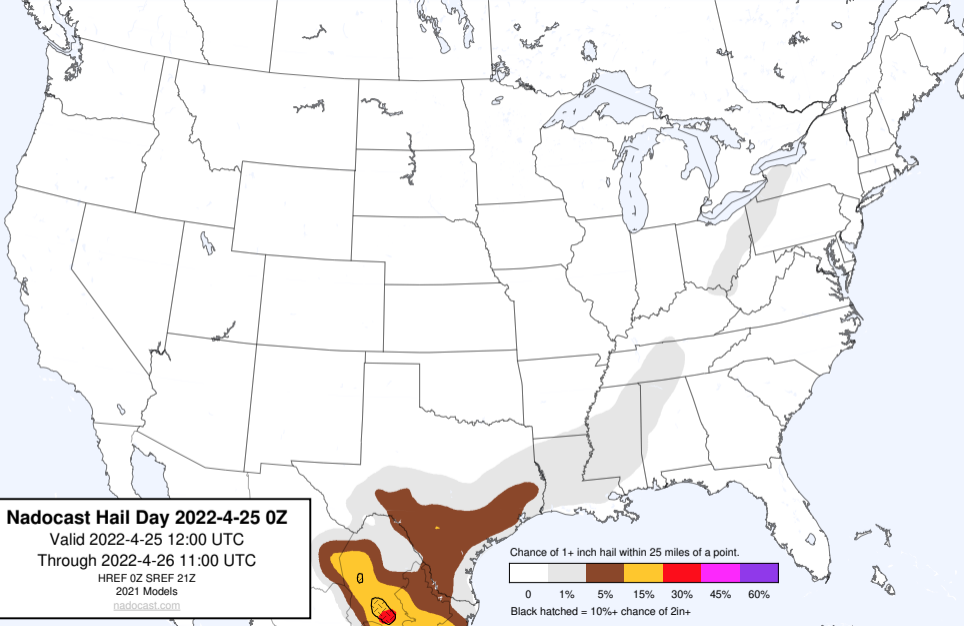 Nadocast Hail Day 2022-4-25 0Z
Valid 2022-4-25 12:00 UTC
Through 2022-4-26 11:00 UTC
HREF 0Z SREF 21Z
2021 Models
nadocast.com
Chance of 1+ inch hail within 25 miles of a point.
0 1% 5% 15% 30% 45% 60%
Black hatched = 10%+ chance of 2in+